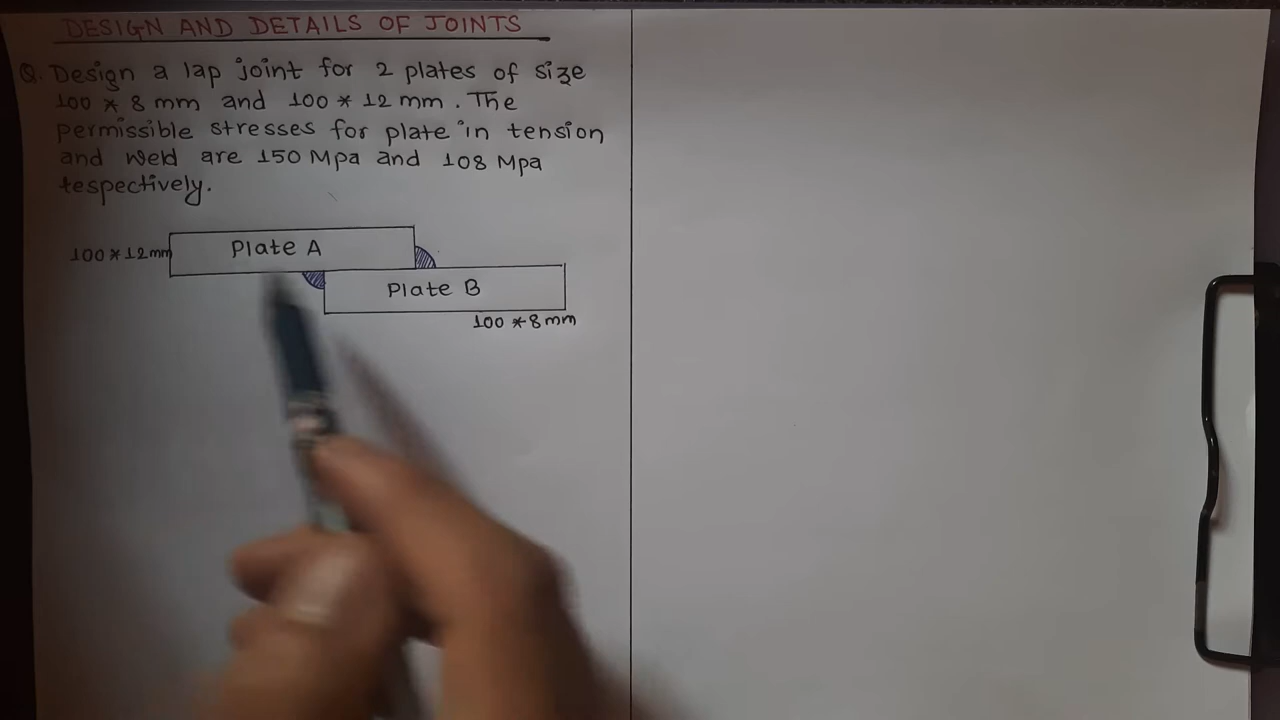 DESIGN AND DETAILS OF JOINTS
Q. Design a lap joint for 2 plates of size
100 * 8 mm and 100 * 12 mm. The
permissible stresses for plate in tension
and weld are 150 Mpa and 108 Mpa
tespectively.
100 * 12 mm
Plate A
Plate B
100 * 8 mm